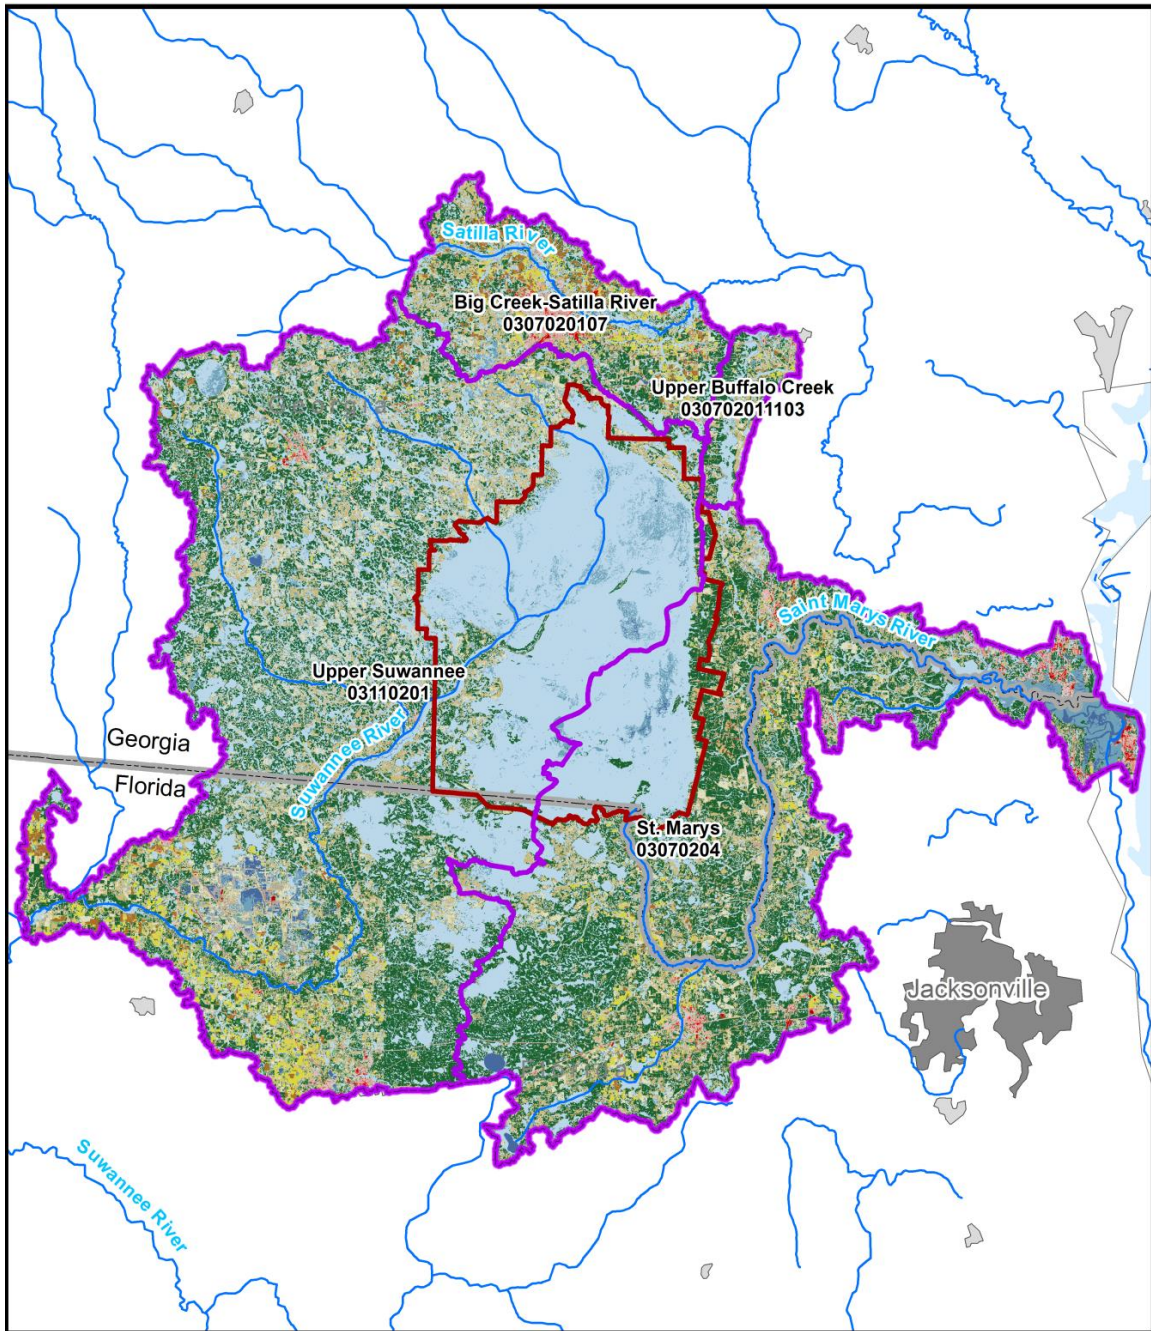 Satilla River
Big Creek-Satilla River
0307020107
Upper Buffalo Creek
030702011103
Saint Marys River
Upper Suwannee
03110201
Suwannee River
Georgia
Florida
St. Marys
03070204
Jacksonville
Suwannee River